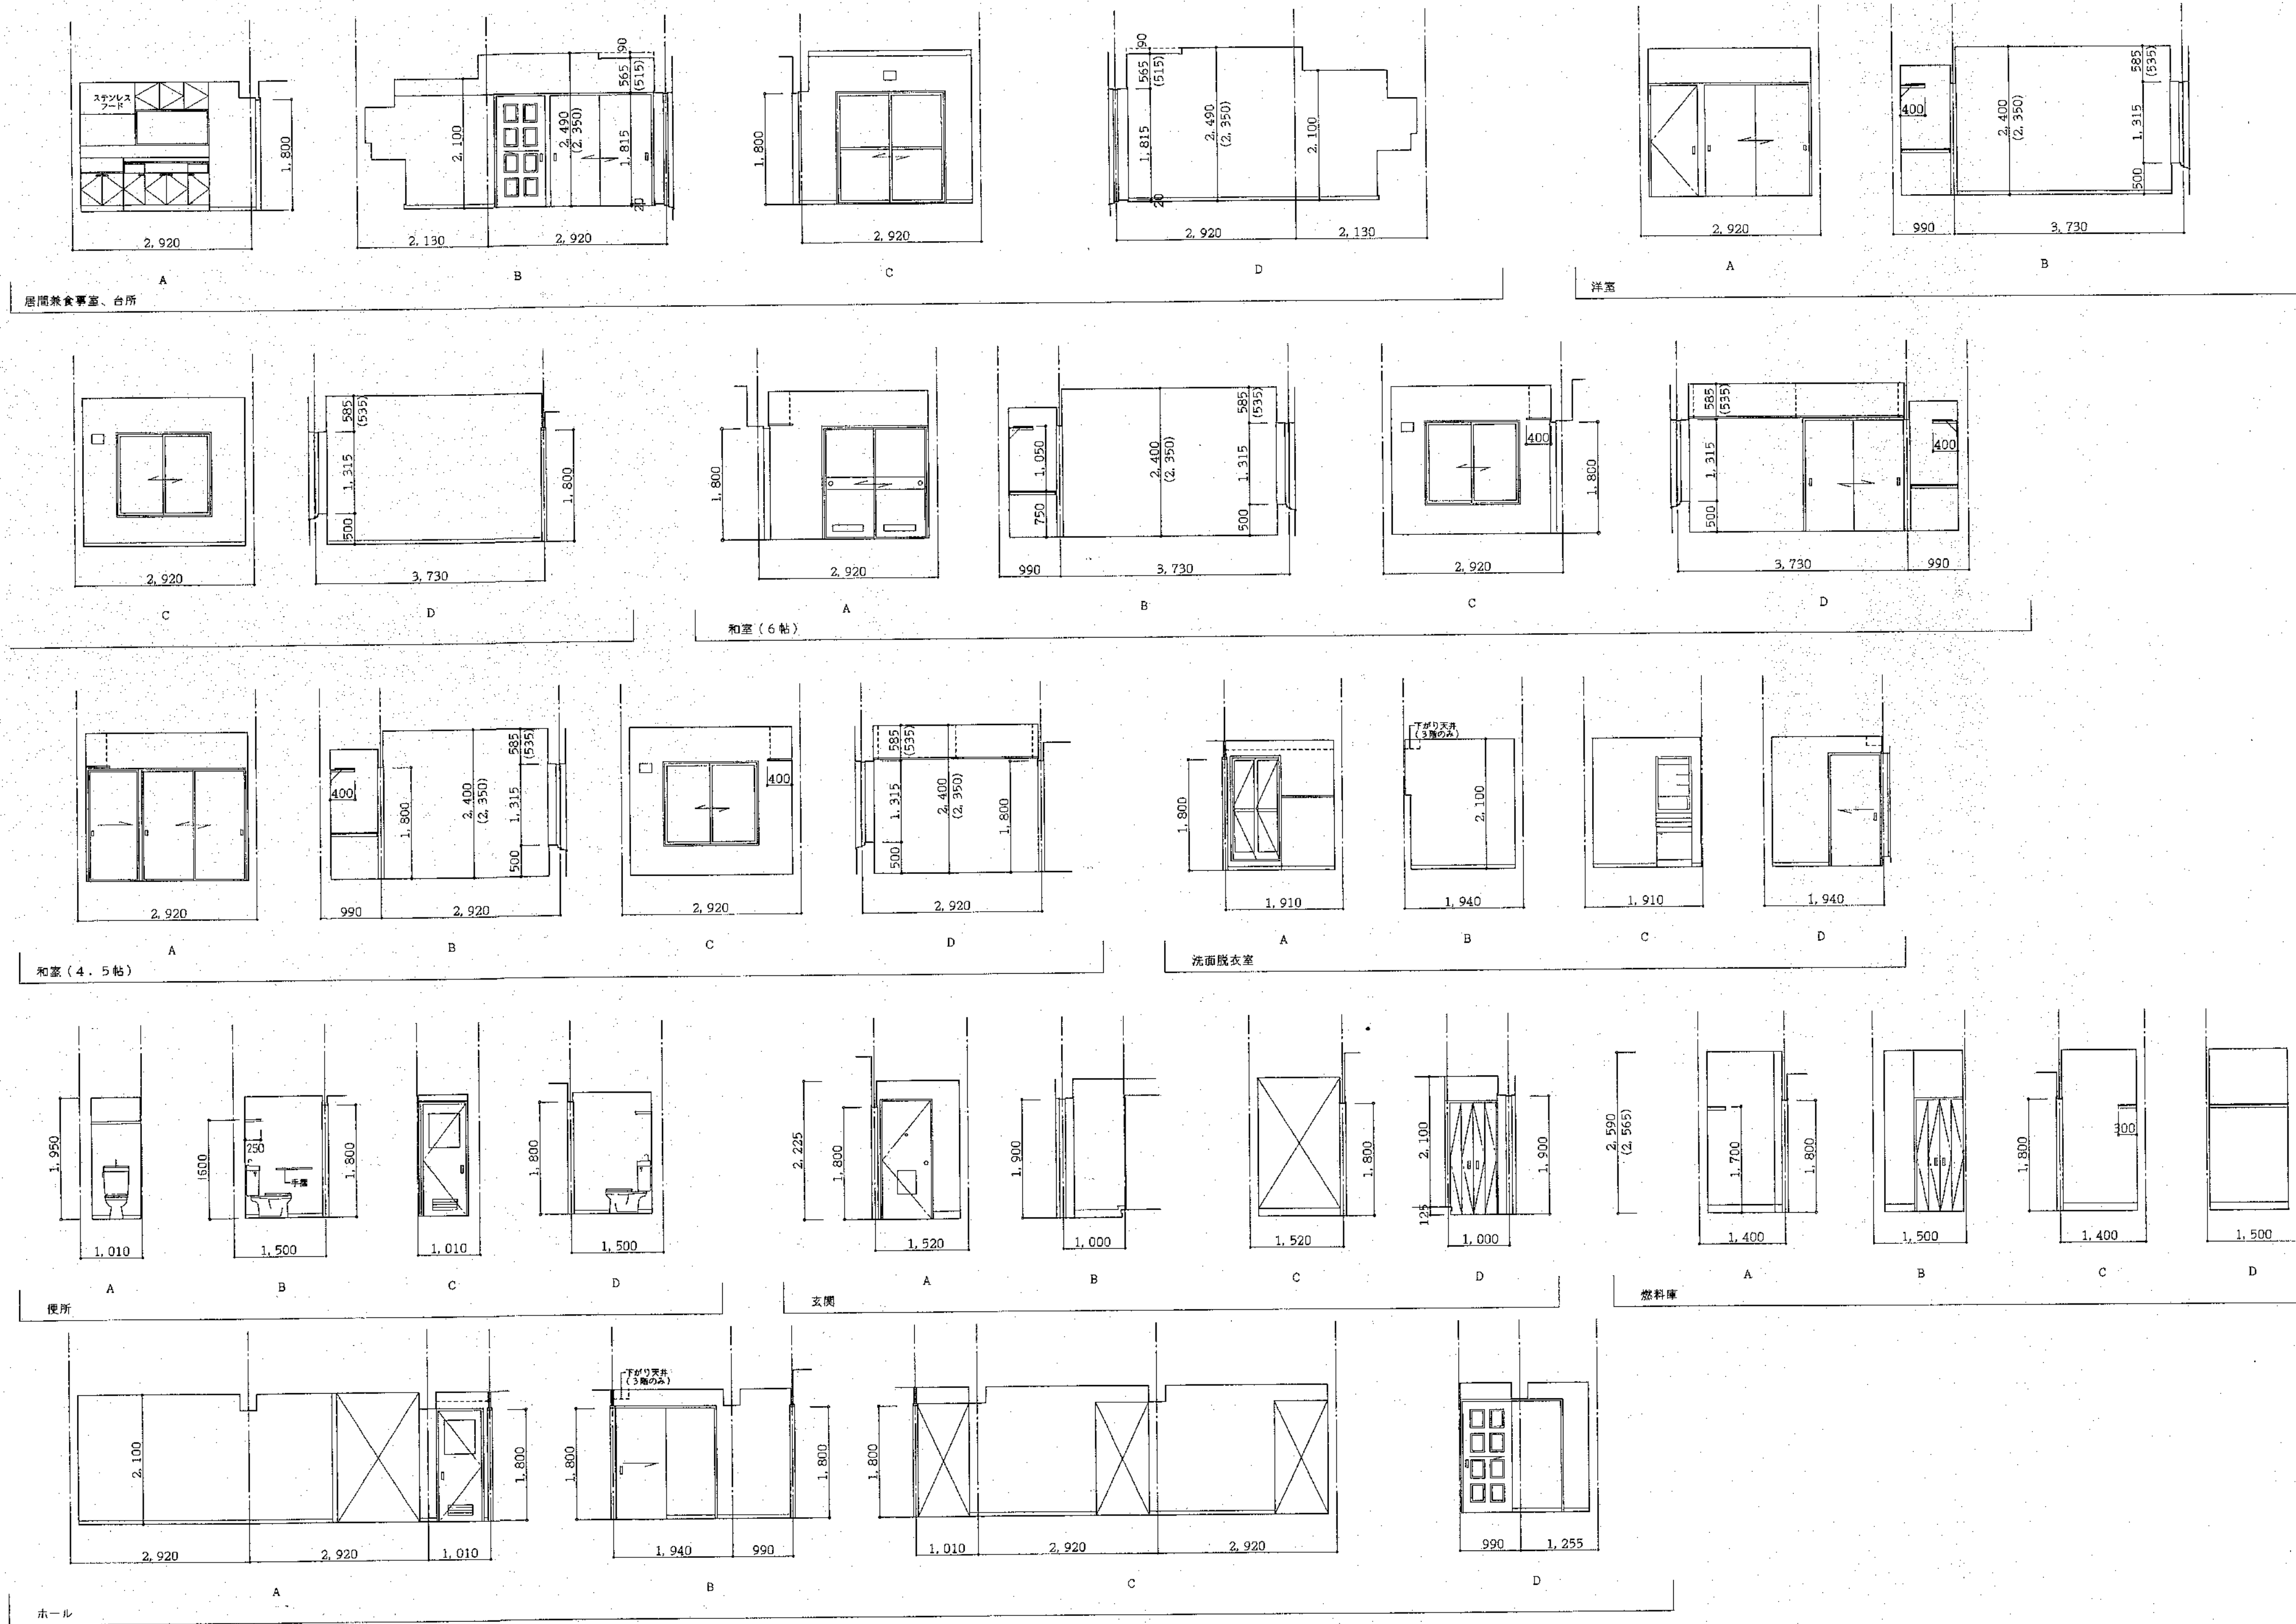 ステンレス
フード
1,800
2,920
A
2,100
2,490
(2,350)
1,815
565
(515)
90
20
2,130
2,920
B
1,800
2,920
C
90
565
(515)
1,815
20
2,490
(2,350)
2,100
2,920
2,130
D
居間兼食事室、台所
2,920
A
400
2,400
(2,350)
585
(535)
1,315
500
990
3,730
B
洋室
2,920
C
585
(535)
1,315
500
1,800
3,730
D
1,800
2,920
A
1,050
750
2,400
(2,350)
585
(535)
1,315
500
990
3,730
B
400
1,800
2,920
C
585
(535)
1,315
500
400
3,730
990
D
和室(6帖)
2,920
A
400
1,800
2,400
(2,350)
585
(535)
1,315
500
990
2,920
B
400
2,920
C
585
(535)
1,315
500
2,400
(2,350)
1,800
2,920
D
和室(4.5帖)
1,800
1,910
A
下がり天井
(3階のみ)
2,100
1,940
B
1,910
C
1,940
D
洗面脱衣室
1,950
1,010
A
1600
250
手摺
1,800
1,500
B
1,010
C
1,800
1,500
D
便所
2,225
1,800
1,520
A
1,900
1,000
B
1,800
1,520
C
2,100
125
1,900
1,000
D
玄関
2,590
(2,565)
1,700
1,800
1,400
A
1,500
B
1,800
300
1,400
C
1,500
D
燃料庫
2,100
1,800
2,920
2,920
1,010
A
下がり天井
(3階のみ)
1,800
1,800
1,940
990
B
1,800
1,010
2,920
2,920
C
990
1,255
D
ホール